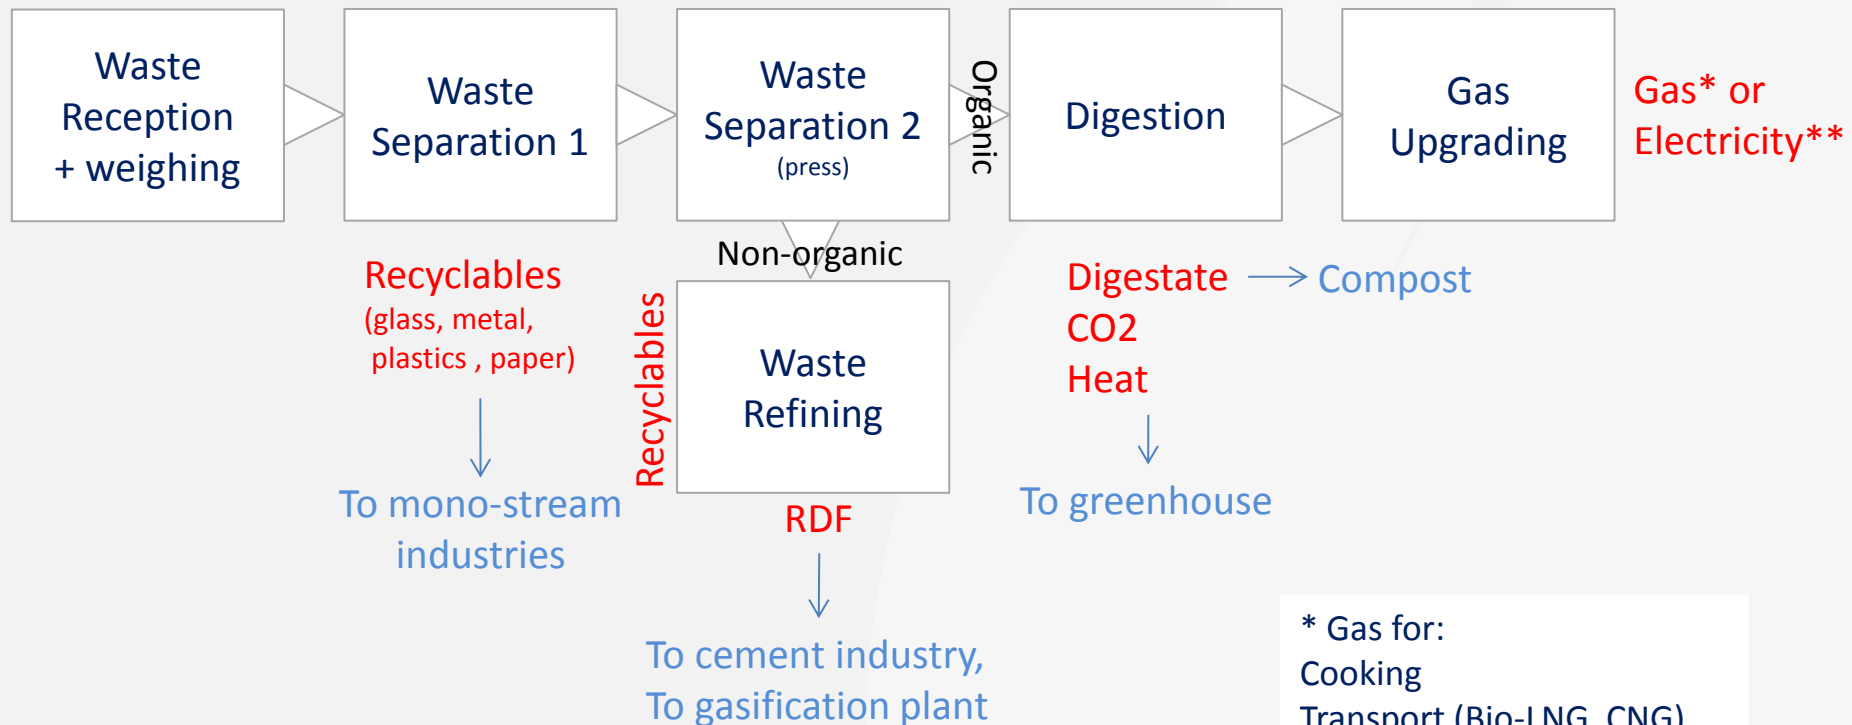 Waste
Reception
+ weighing
Waste
Separation 1
Waste
Separation 2
(press)
Organic
Digestion
Gas
Upgrading
Gas* or
Electricity**
Recyclables
(glass, metal,
plastics , paper)
To mono-stream
industries
Non-organic
Recyclables
Waste
Refining
RDF
To cement industry,
To gasification plant
Digestate
Compost
CO2
Heat
To greenhouse
* Gas for:
Cooking
Transport (Bio-LNG, CNG)